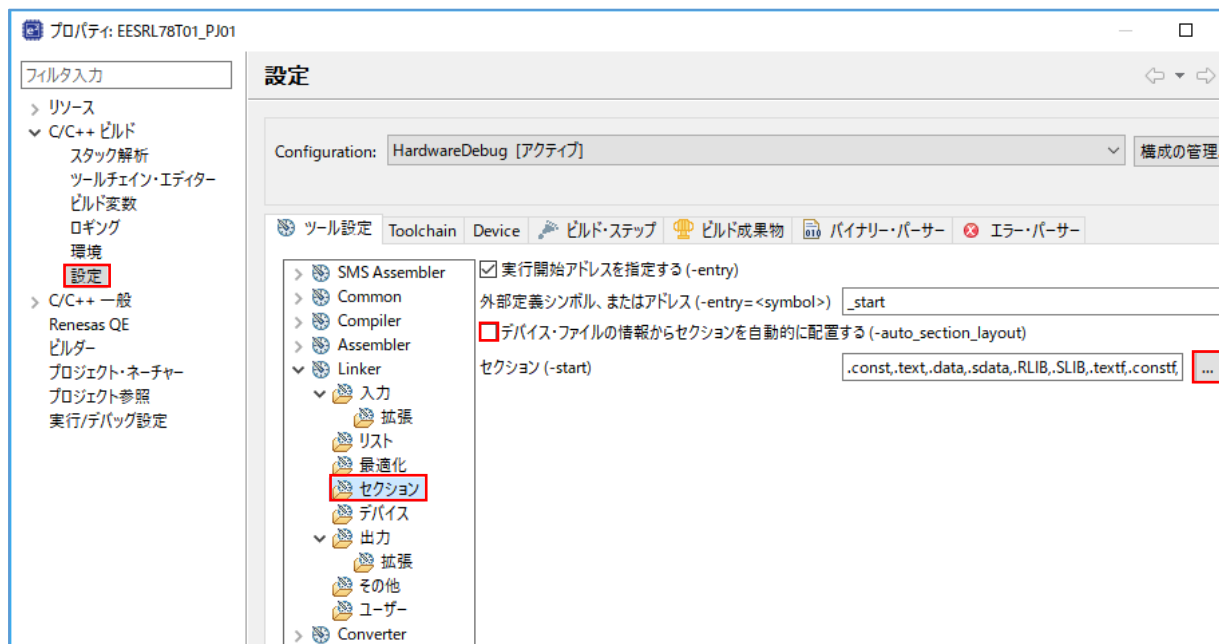 プロパティ: EESRL78T01_PJ01
フィルタ入力
リソース
C/C++ ビルド
スタック解析
ツールチェイン・エディター
ビルド変数
ロギング
環境
設定
C/C++ 一般
Renesas QE
ビルダー
プロジェクト・ネーチャー
プロジェクト参照
実行/デバッグ設定
設定
Configuration: HardwareDebug [アクティブ] 構成の管理
ツール設定 Toolchain Device ビルド・ステップ ビルド成果物 バイナリー・パーサー エラー・パーサー
SMS Assembler
Common
Compiler
Assembler
Linker
入力
拡張
リスト
最適化
セクション
デバイス
出力
拡張
その他
ユーザー
Converter
実行開始アドレスを指定する (-entry)
外部定義シンボル、またはアドレス (-entry=<symbol>) _start
デバイス・ファイルの情報からセクションを自動的に配置する (-auto_section_layout)
セクション (-start) .const,.text,.data,.sdata,.RLIB,.SLIB,.textf,.constf, ...